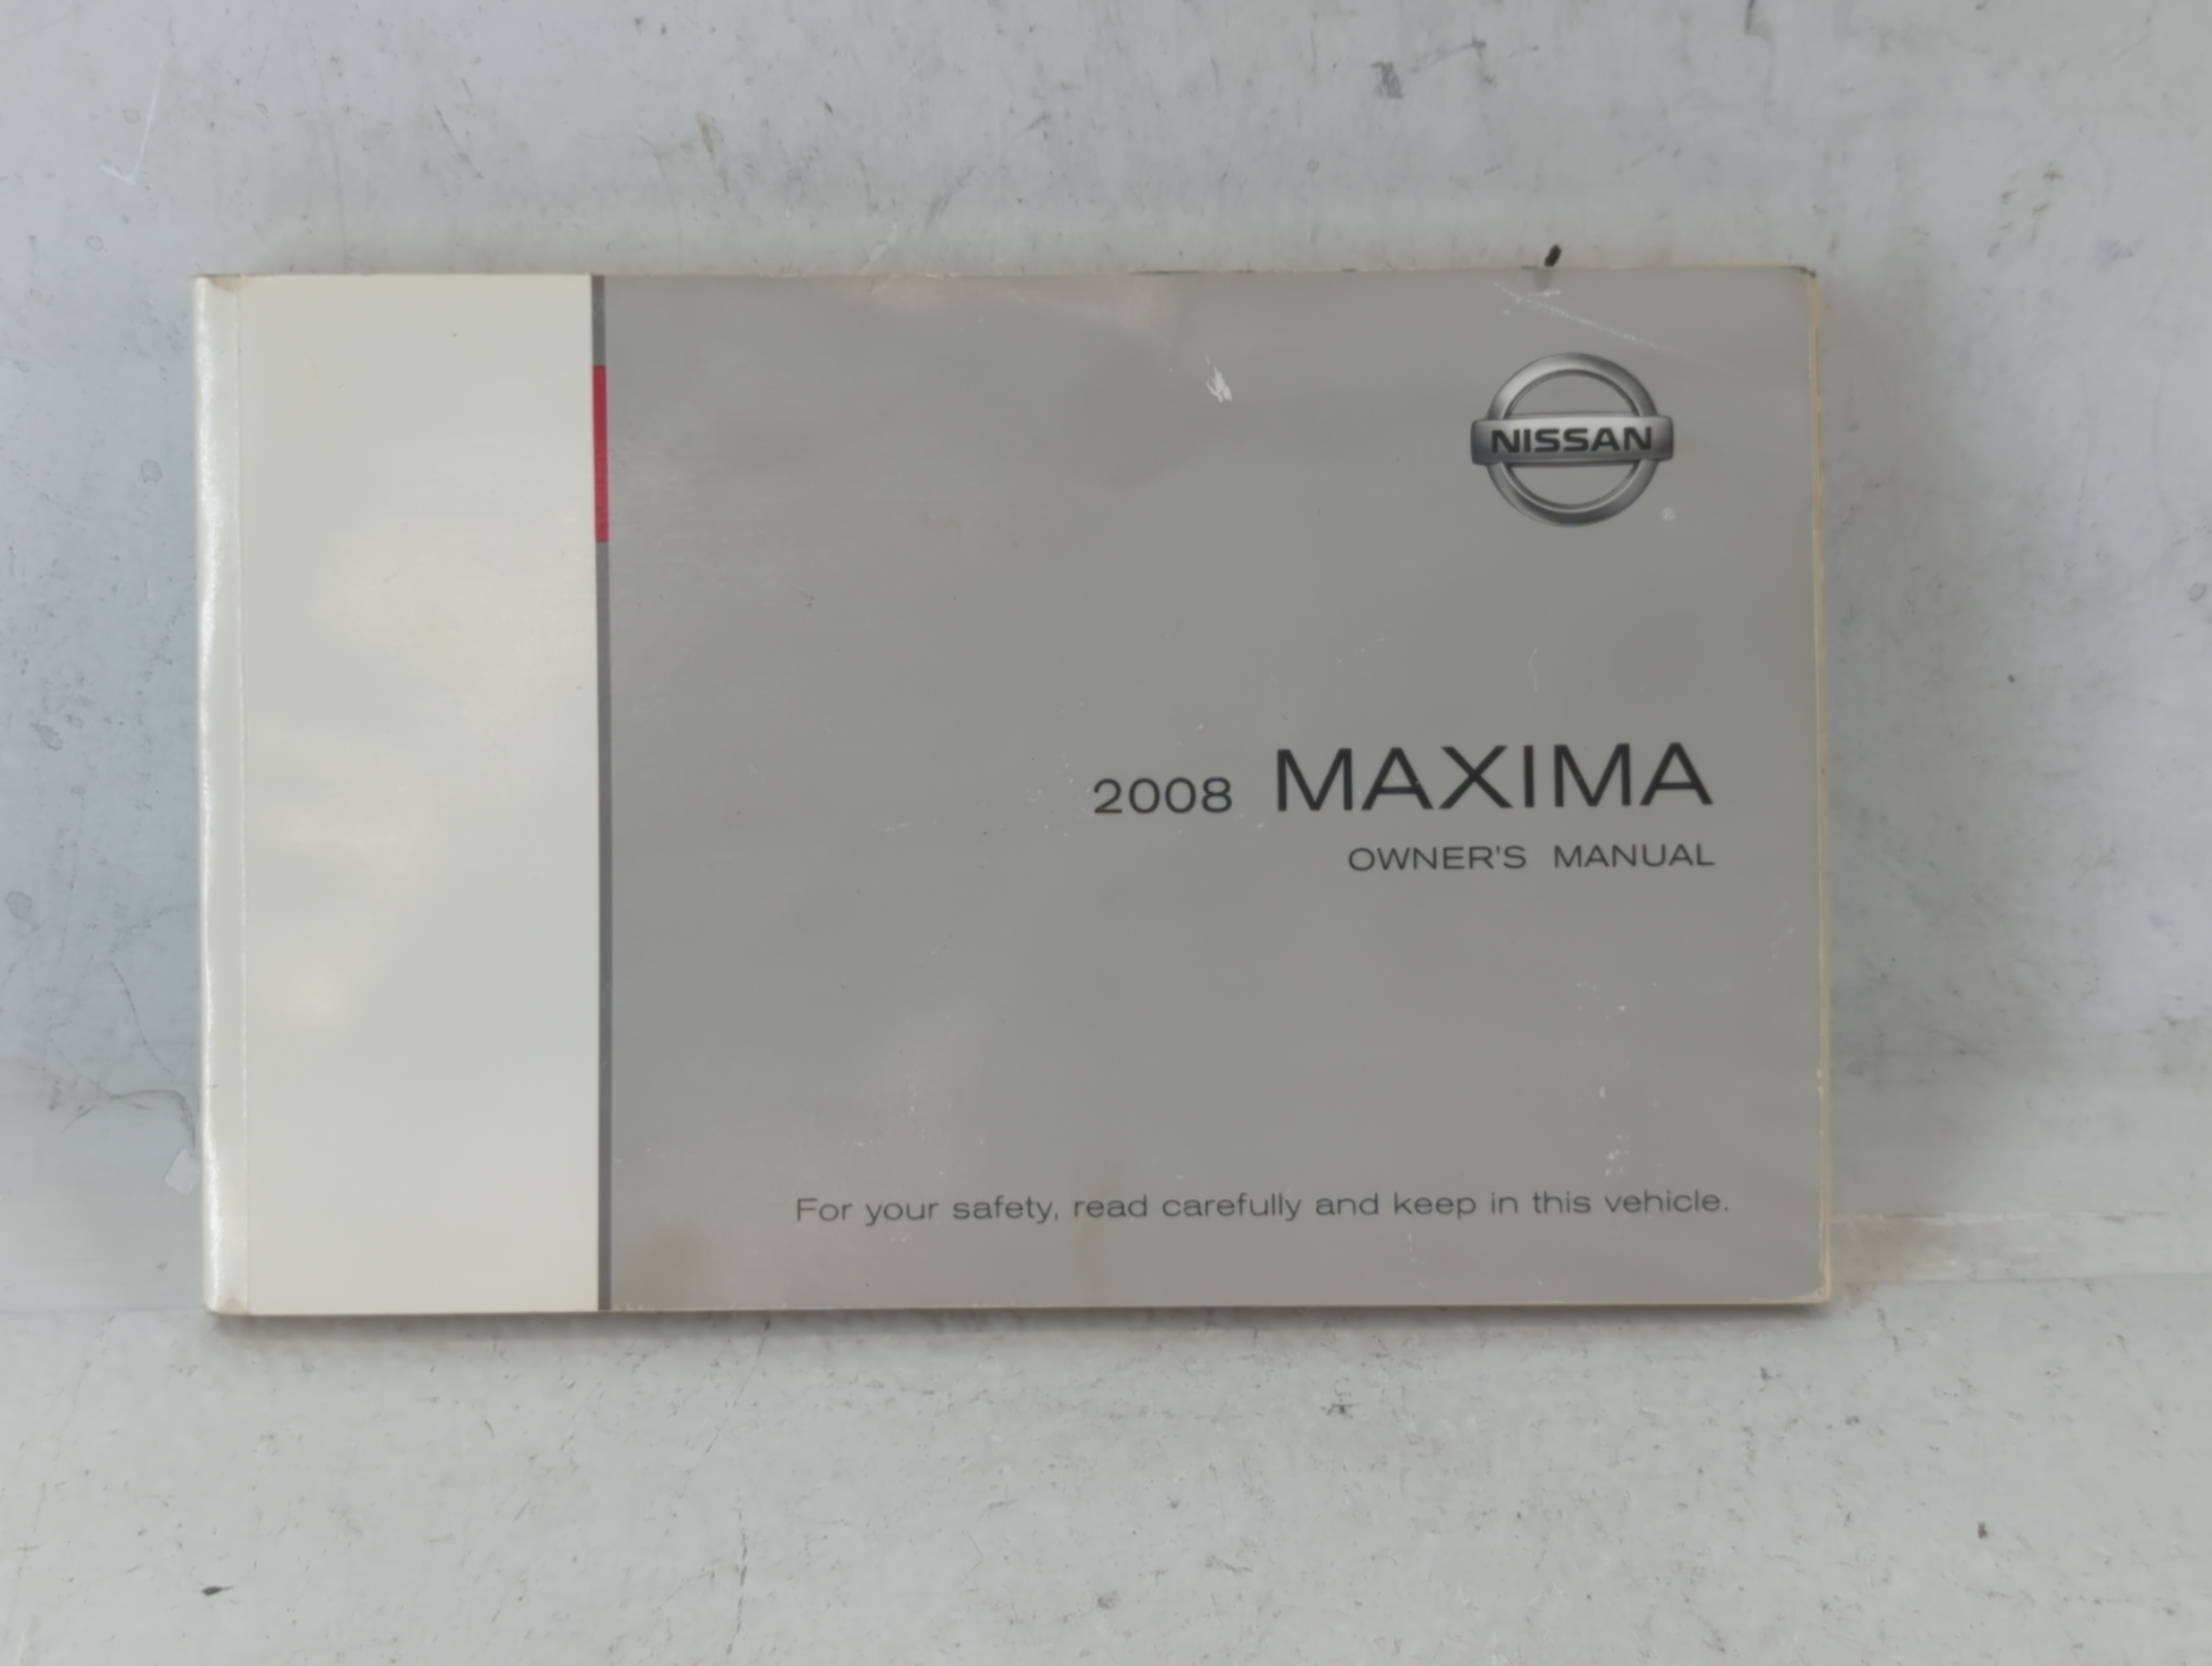 NISSAN
®
2008 MAXIMA
OWNER'S MANUAL
For your safety, read carefully and keep in this vehicle.